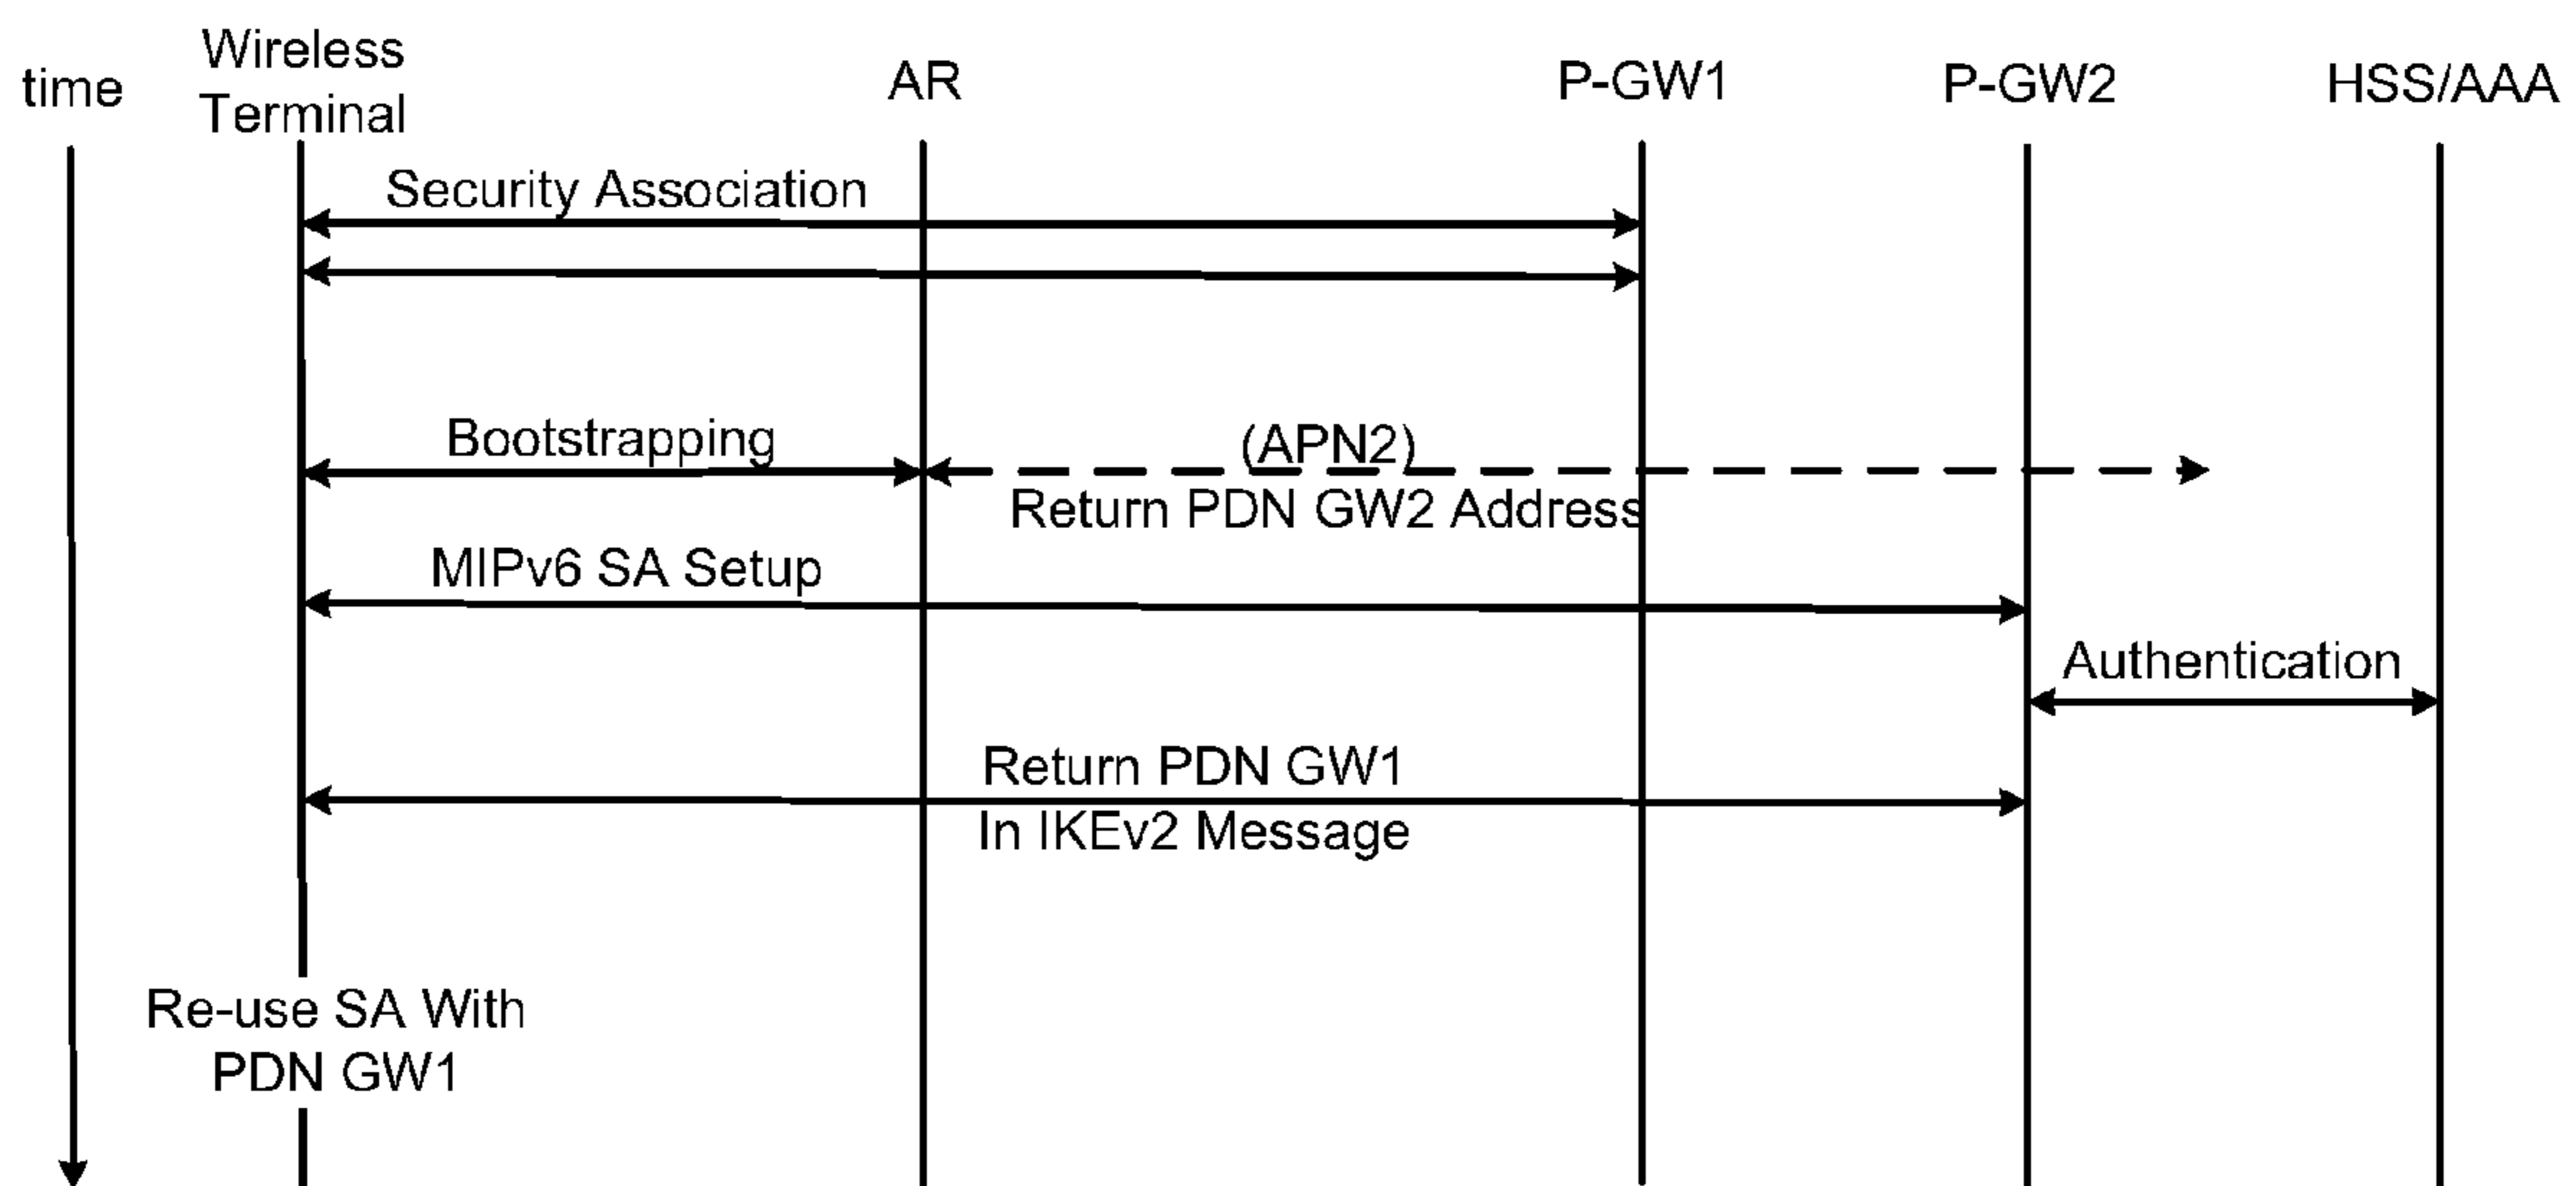 time
Wireless
Terminal
AR
P-GW1
P-GW2
HSS/AAA
Security Association
Bootstrapping
(APN2)
Return PDN GW2 Address
MIPv6 SA Setup
Authentication
Return PDN GW1
In IKEv2 Message
Re-use SA With
PDN GW1